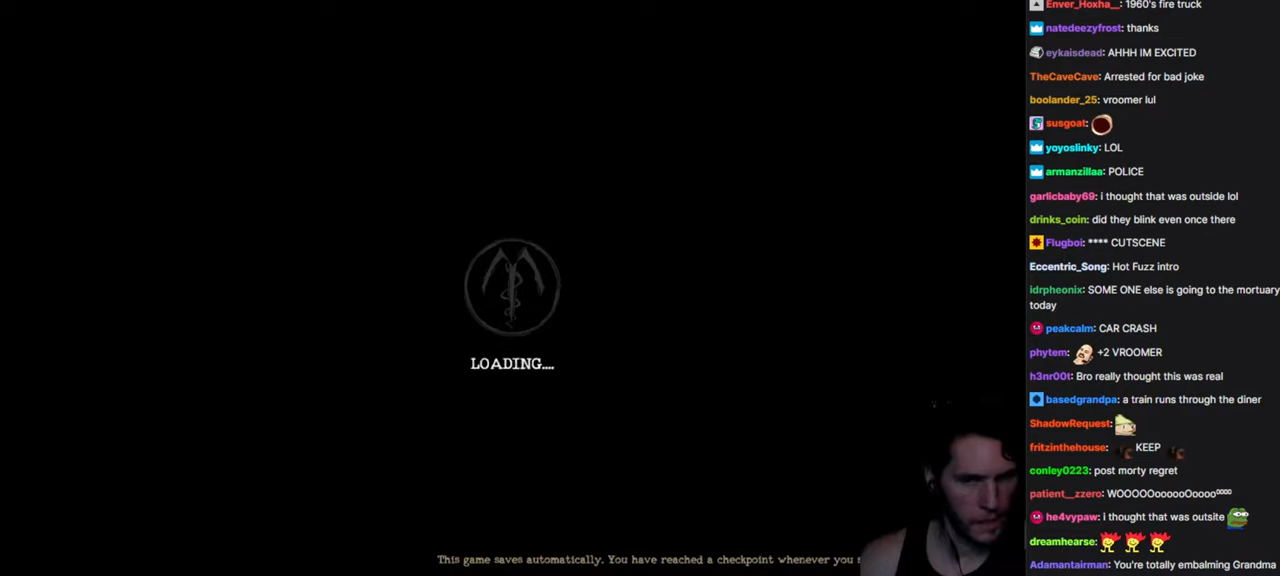 LOADING....
This game saves automatically. You have reached a checkpoint whenever you
Enver_Hoxha__: 1960's fire truck
natedeezyfrost: thanks
eykaisdead: AHHH IM EXCITED
TheCaveCave: Arrested for bad joke
boolander_25: vroomer lul
susgoat:
yoyoslinky: LOL
armanzillaa: POLICE
garlicbaby69: i thought that was outside lol
drinks_coin: did they blink even once there
Flugboi: **** CUTSCENE
Eccentric_Song: Hot Fuzz intro
idrpheonix: SOME ONE else is going to the mortuary
today
peakcalm: CAR CRASH
phytem: +2 VROOMER
h3nr00t: Bro really thought this was real
basedgrandpa: a train runs through the diner
ShadowRequest:
fritzinthehouse: KEEP
conley0223: post morty regret
patient__zzero: WOOOOOoooooOoooo⁰⁰⁰⁰
he4vypaw: i thought that was outsite
dreamhearse:
Adamantairman: You're totally embalming Grandma